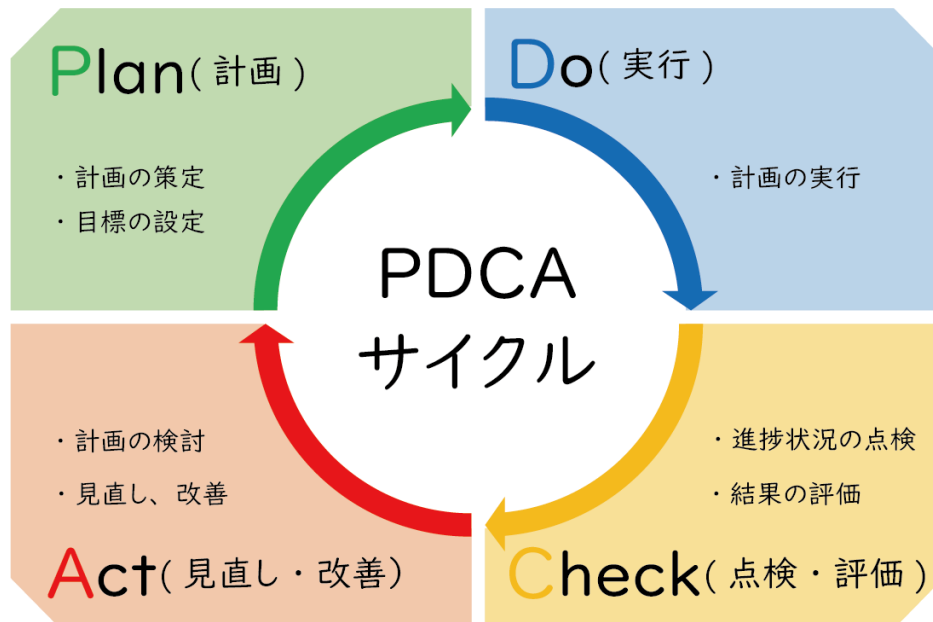 Plan(計画)
・計画の策定
・目標の設定
Do(実行)
・計画の実行
PDCA
サイクル
・計画の検討
・見直し、改善
Act(見直し・改善)
・進捗状況の点検
・結果の評価
Check(点検・評価)